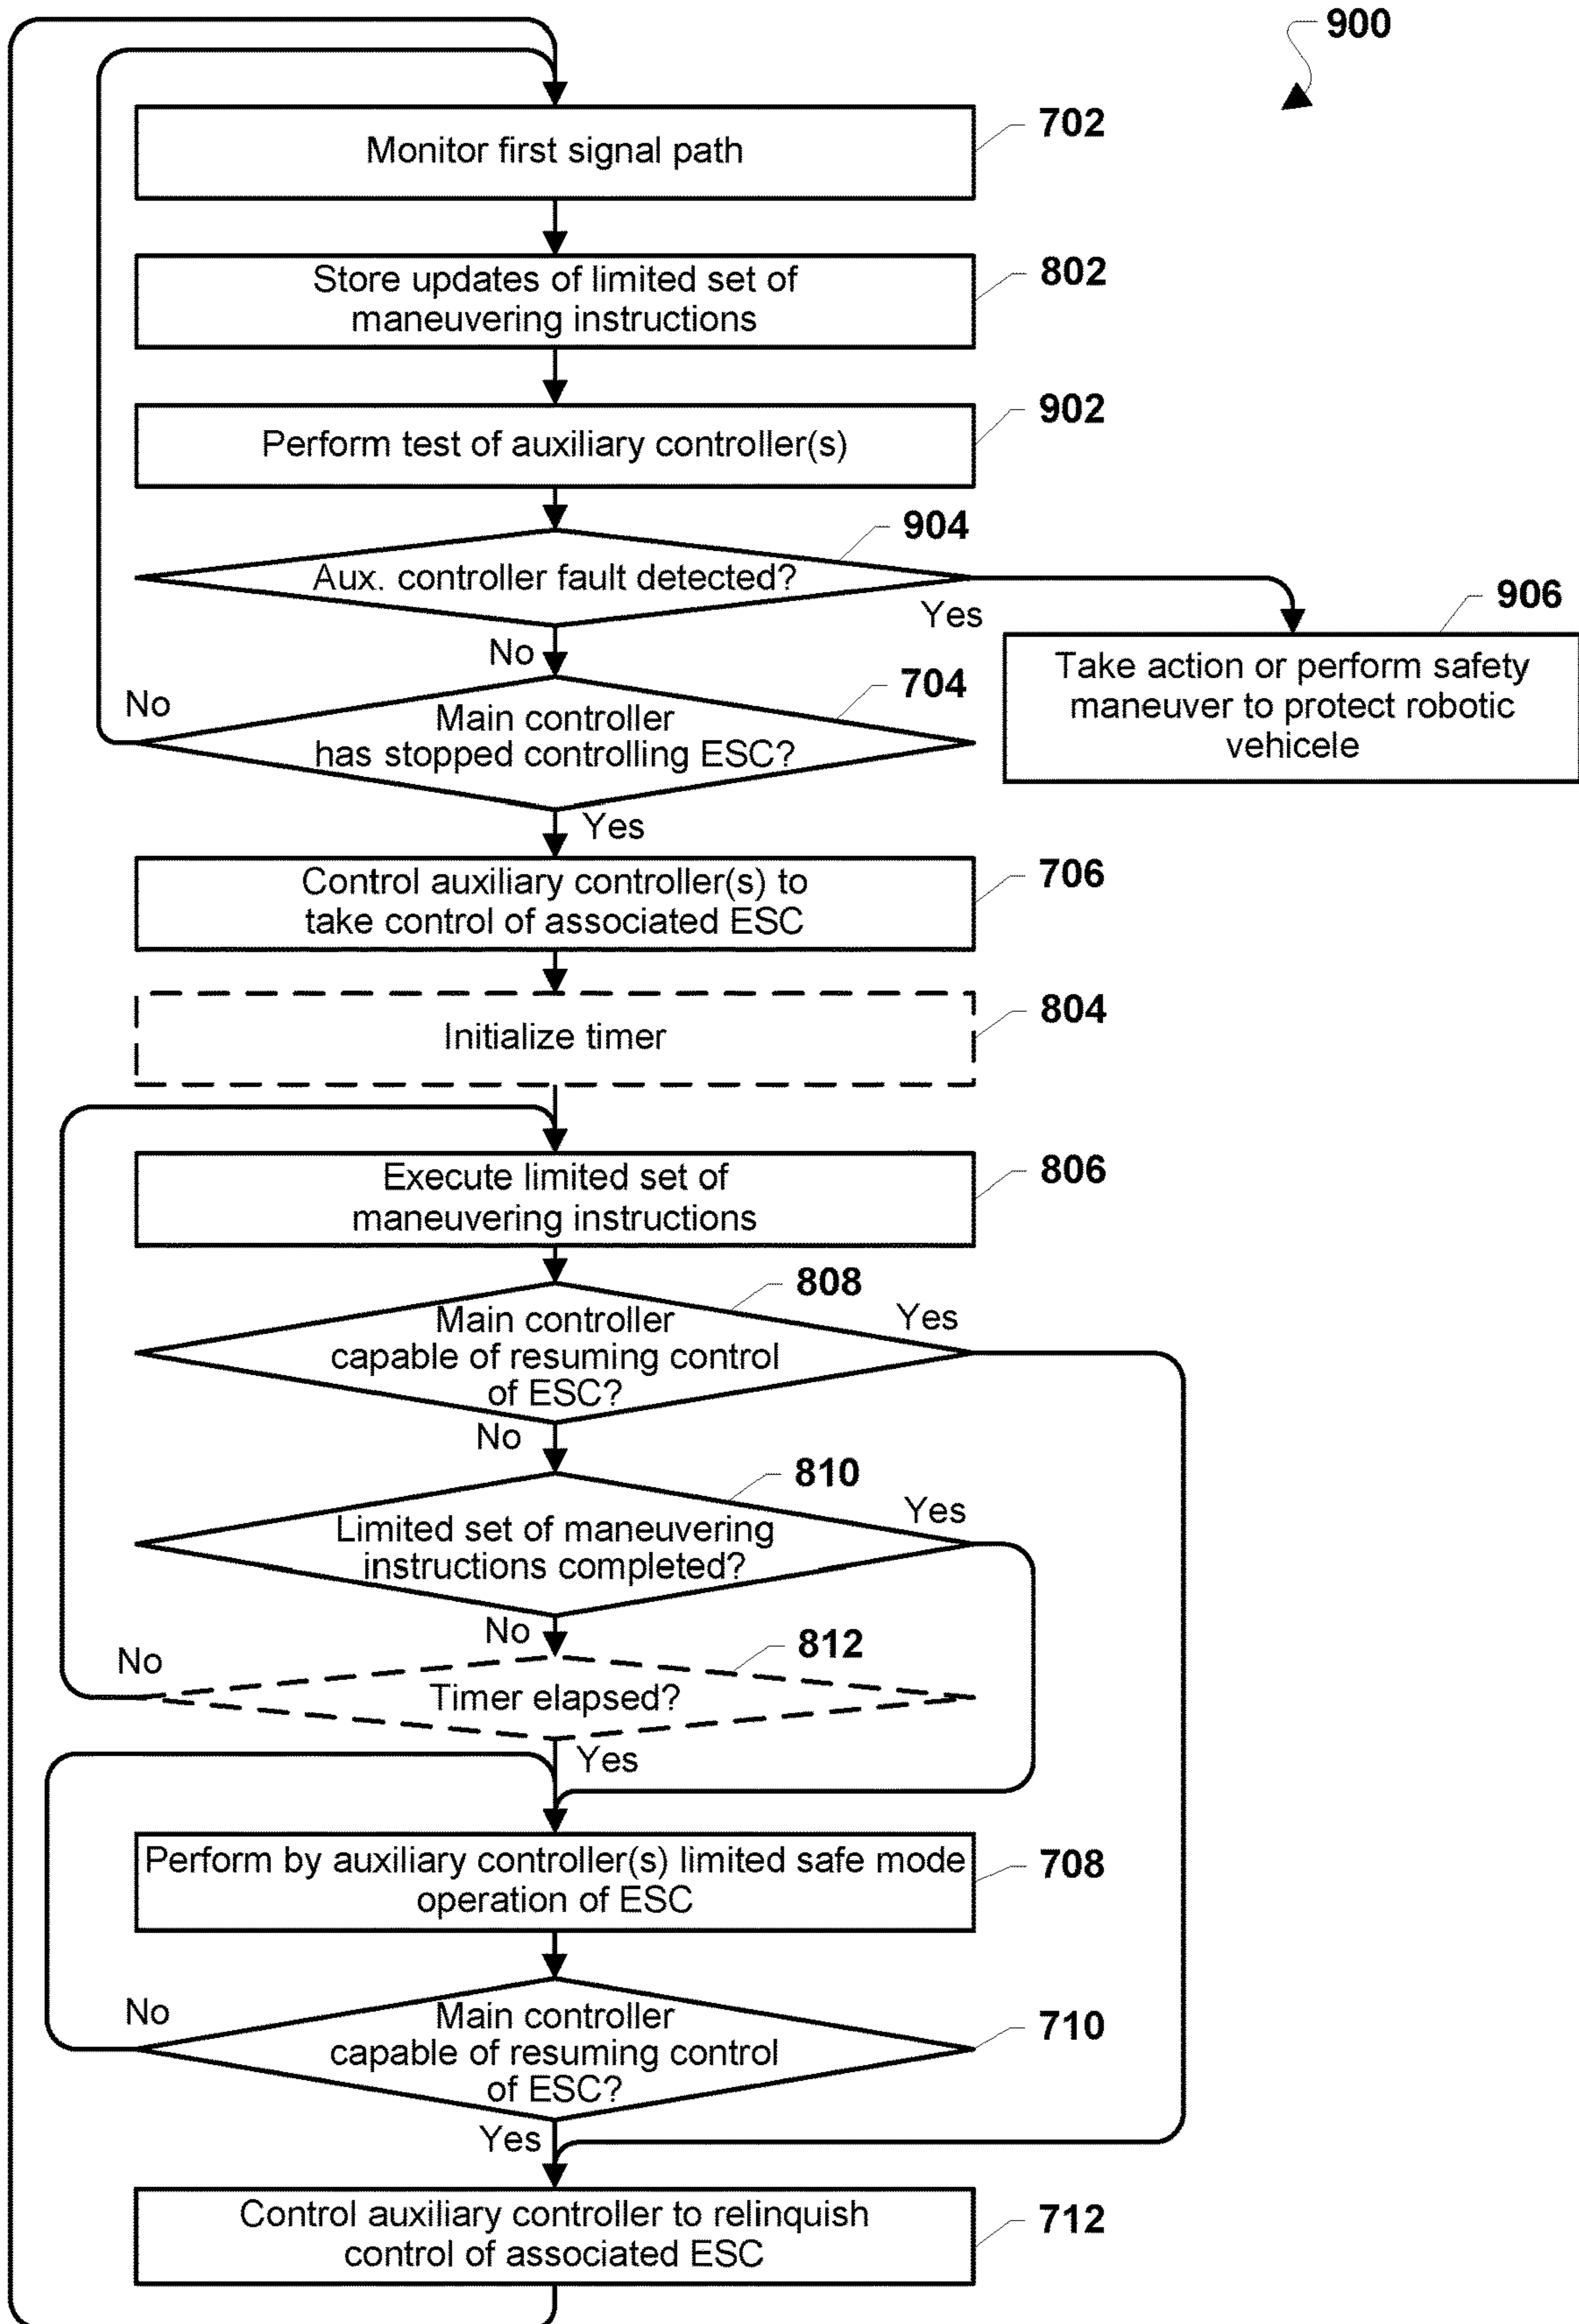 900
Monitor first signal path
702
Store updates of limited set of
maneuvering instructions
802
Perform test of auxiliary controller(s)
902
904
Aux. controller fault detected?
Yes
No
906
Take action or perform safety
maneuver to protect robotic
vehicele
704
No
Main controller
has stopped controlling ESC?
Yes
Control auxiliary controller(s) to
take control of associated ESC
706
Initialize timer
804
Execute limited set of
maneuvering instructions
806
808
Main controller
capable of resuming control
of ESC?
Yes
No
810
Limited set of maneuvering
instructions completed?
Yes
No
812
No
Timer elapsed?
Yes
Perform by auxiliary controller(s) limited safe mode
operation of ESC
708
No
Main controller
capable of resuming control
of ESC?
710
Yes
Control auxiliary controller to relinquish
control of associated ESC
712